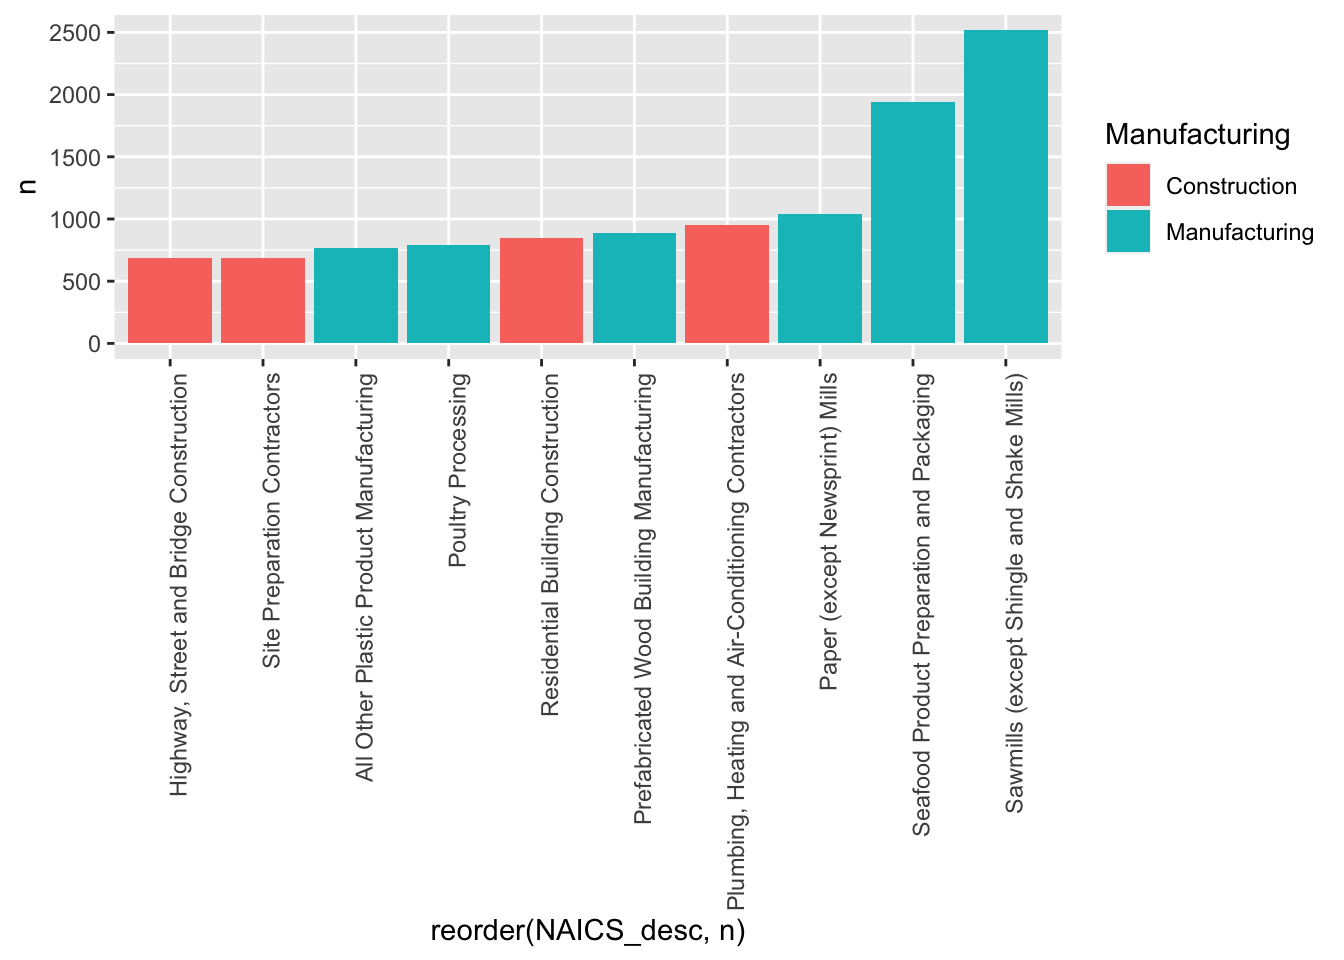 2500
2000
1500
1000
500
0
n
Manufacturing
Construction
Manufacturing
Highway, Street and Bridge Construction
Site Preparation Contractors
All Other Plastic Product Manufacturing
Poultry Processing
Residential Building Construction
Prefabricated Wood Building Manufacturing
Plumbing, Heating and Air-Conditioning Contractors
Paper (except Newsprint) Mills
Seafood Product Preparation and Packaging
Sawmills (except Shingle and Shake Mills)
reorder(NAICS_desc, n)